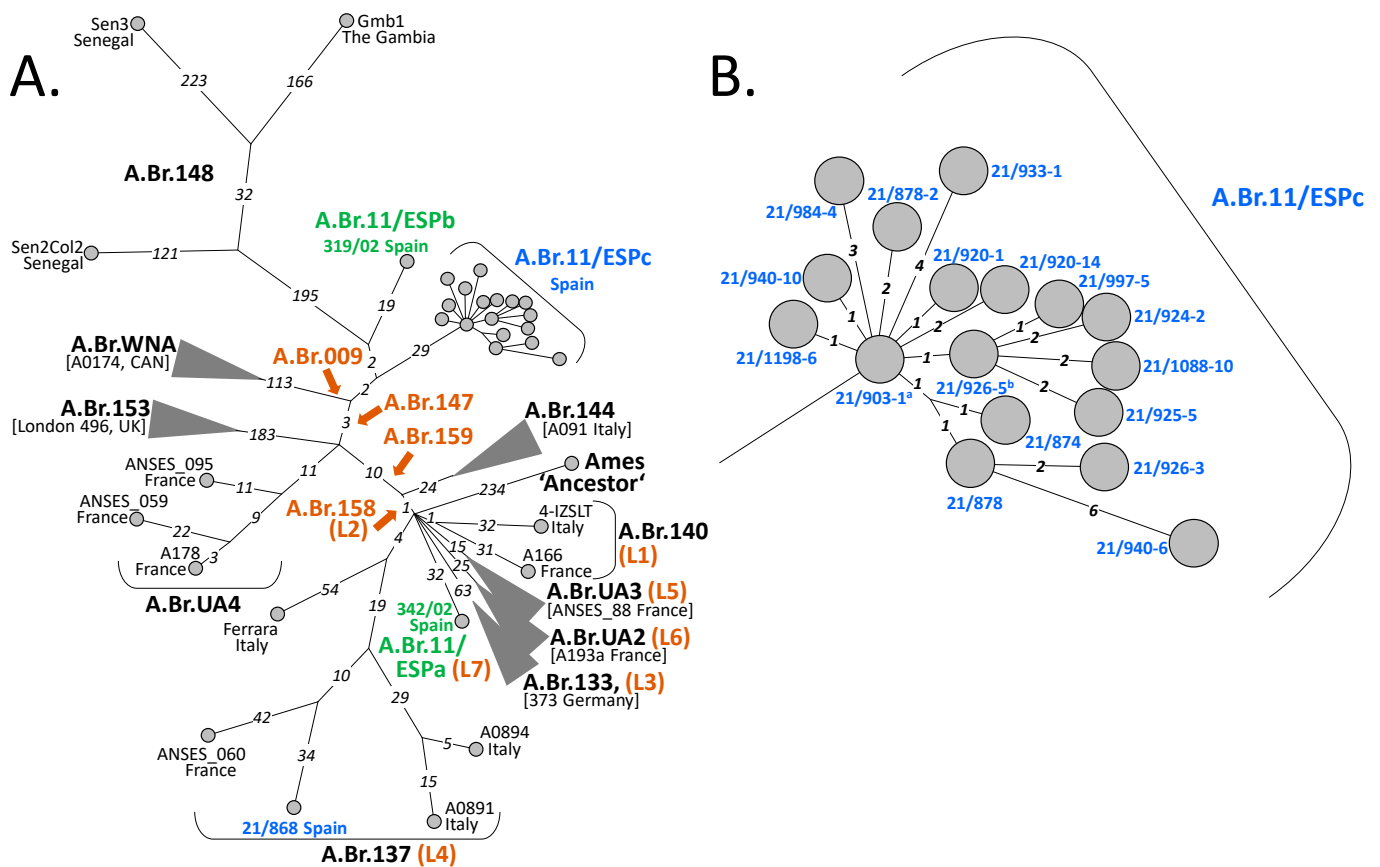 A.
Sen3
Senegal
Gmb1
The Gambia
223
166
A.Br.148
32
Sen2Col2
Senegal
121
195
A.Br.11/ESPb
319/02 Spain
19
A.Br.11/ESPc
Spain
29
2
2
A.Br.WNA
[A0174, CAN]
113
A.Br.009
A.Br.153
[London 496, UK]
183
3
A.Br.147
A.Br.159
10
ANSES_095
France
11
11
ANSES_059
France
22
9
A178
France
3
A.Br.UA4
A.Br.144
[A091 Italy]
24
234
Ames
'Ancestor'
A.Br.158
(L2)
1
1
32
4-IZSLT
Italy
31
A166
France
A.Br.140
(L1)
15
25
63
32
4
A.Br.UA3 (L5)
[ANSES_88 France]
A.Br.UA2 (L6)
[A193a France]
A.Br.133, (L3)
[373 Germany]
342/02
Spain
A.Br.11/
ESPa (L7)
54
Ferrara
Italy
19
10
29
42
ANSES_060
France
34
5
A0894
Italy
15
A0891
Italy
21/868 Spain
A.Br.137 (L4)
B.
A.Br.11/ESPc
21/933-1
21/878-2
21/984-4
3
4
2
21/920-1
21/920-14
21/940-10
21/997-5
1
1
2
1
21/924-2
2
21/1198-6
1
1
2
21/1088-10
21/903-1a
21/926-5b
1
2
21/925-5
1
21/874
1
21/878
2
21/926-3
6
21/940-6